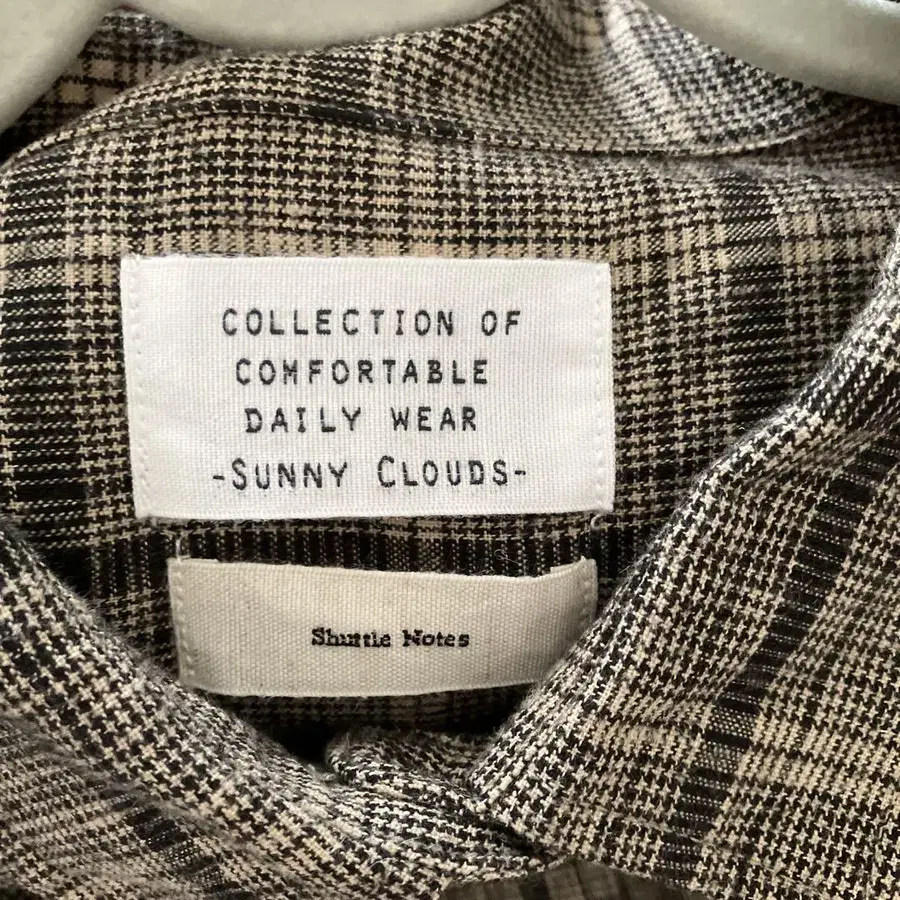 COLLECTION OF
COMFORTABLE
DAILY WEAR
-SUNNY CLOUDS-
Shuttle Notes